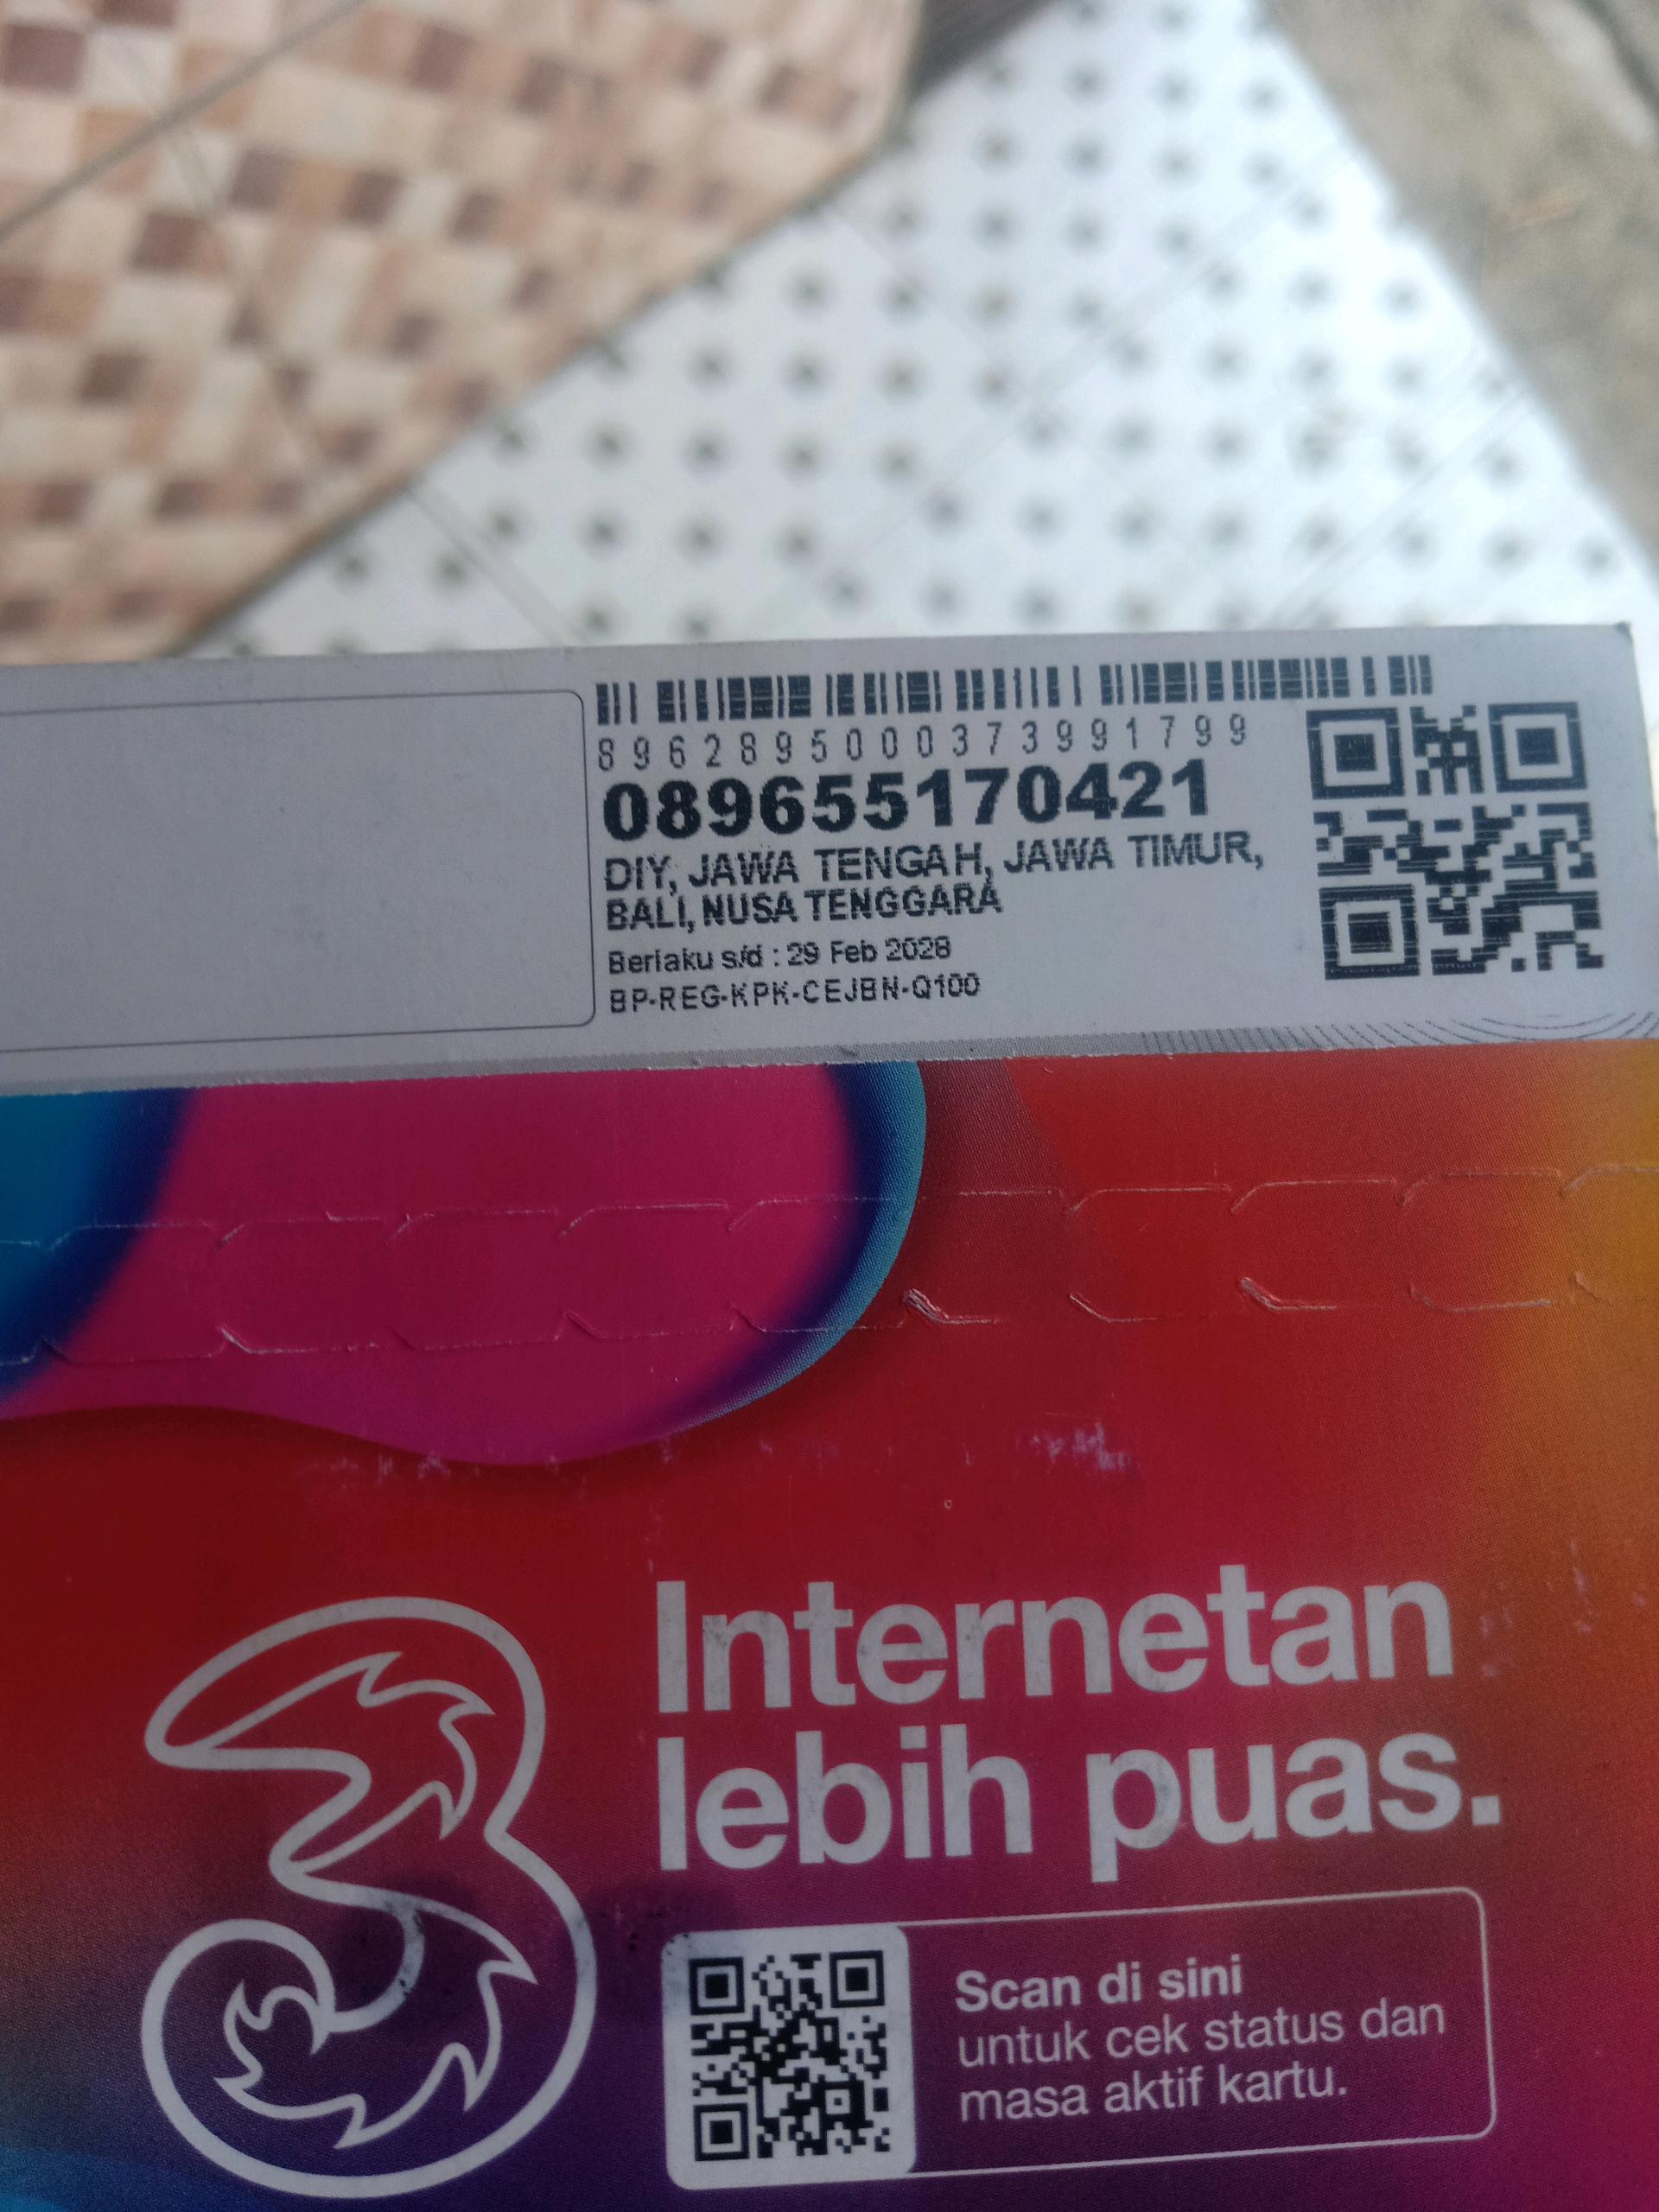 8962895000373991799
089655170421
DIY, JAWA TENGAH, JAWA TIMUR,
BALI, NUSA TENGGARA
Berlaku s/d : 29 Feb 2028
BP-REG-KPK-CEJBN-Q100
3
Internetan
lebih puas.
Scan di sini
untuk cek status dan
masa aktif kartu.